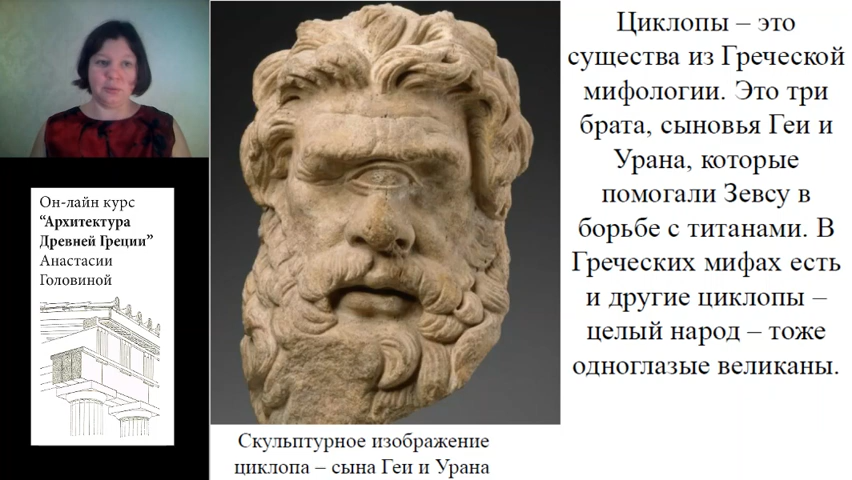 Он-лайн курс
“Архитектура
Древней Греции”
Анастасии
Головиной
Циклопы – это
существа из Греческой
мифологии. Это три
брата, сыновья Геи и
Урана, которые
помогали Зевсу в
борьбе с титанами. В
Греческих мифах есть
и другие циклопы –
целый народ – тоже
одноглазые великаны.
Скульптурное изображение
циклопа – сына Геи и Урана